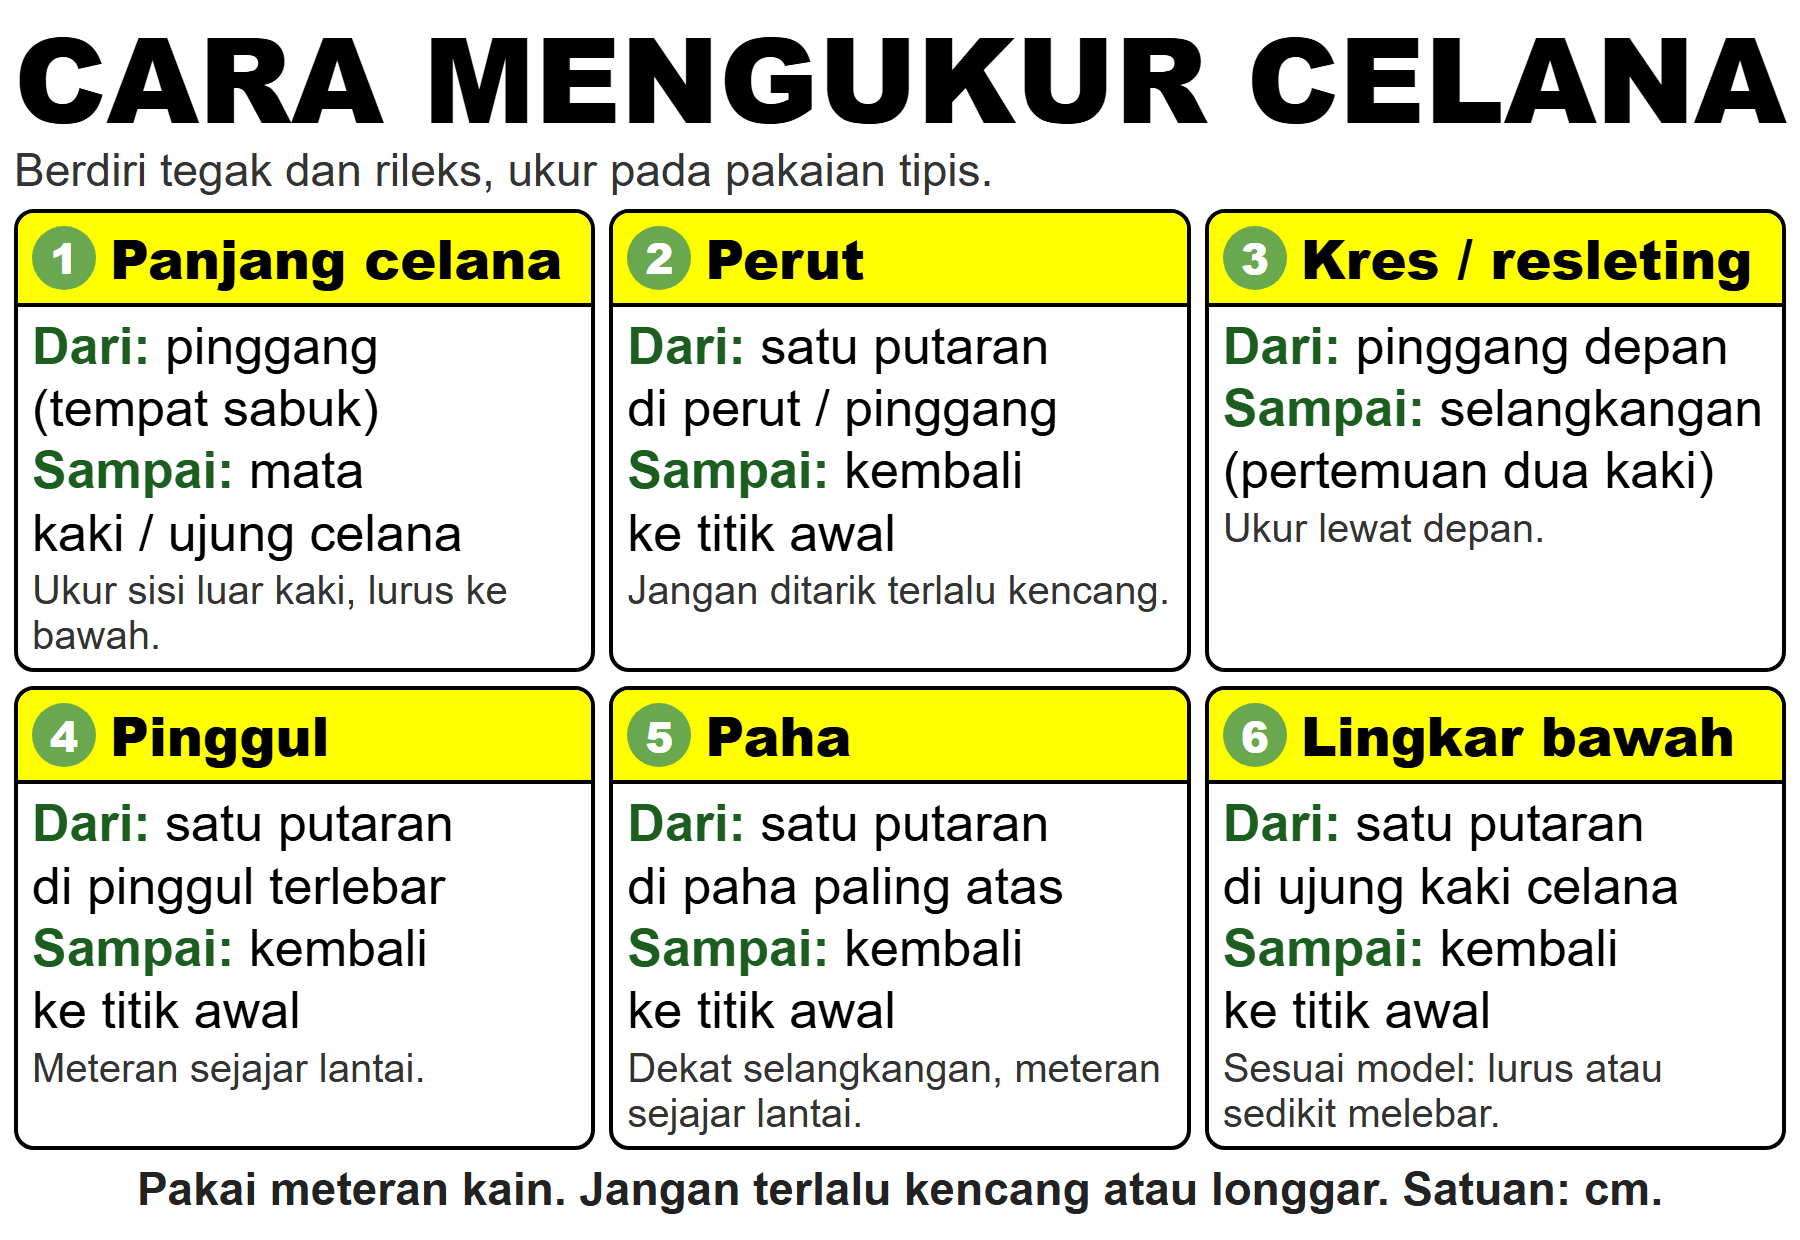 CARA MENGUKUR CELANA
Berdiri tegak dan rileks, ukur pada pakaian tipis.
1 Panjang celana
Dari: pinggang
(tempat sabuk)
Sampai: mata
kaki / ujung celana
Ukur sisi luar kaki, lurus ke
bawah.
2 Perut
Dari: satu putaran
di perut / pinggang
Sampai: kembali
ke titik awal
Jangan ditarik terlalu kencang.
3 Kres / resleting
Dari: pinggang depan
Sampai: selangkangan
(pertemuan dua kaki)
Ukur lewat depan.
4 Pinggul
Dari: satu putaran
di pinggul terlebar
Sampai: kembali
ke titik awal
Meteran sejajar lantai.
5 Paha
Dari: satu putaran
di paha paling atas
Sampai: kembali
ke titik awal
Dekat selangkangan, meteran
sejajar lantai.
6 Lingkar bawah
Dari: satu putaran
di ujung kaki celana
Sampai: kembali
ke titik awal
Sesuai model: lurus atau
sedikit melebar.
Pakai meteran kain. Jangan terlalu kencang atau longgar. Satuan: cm.